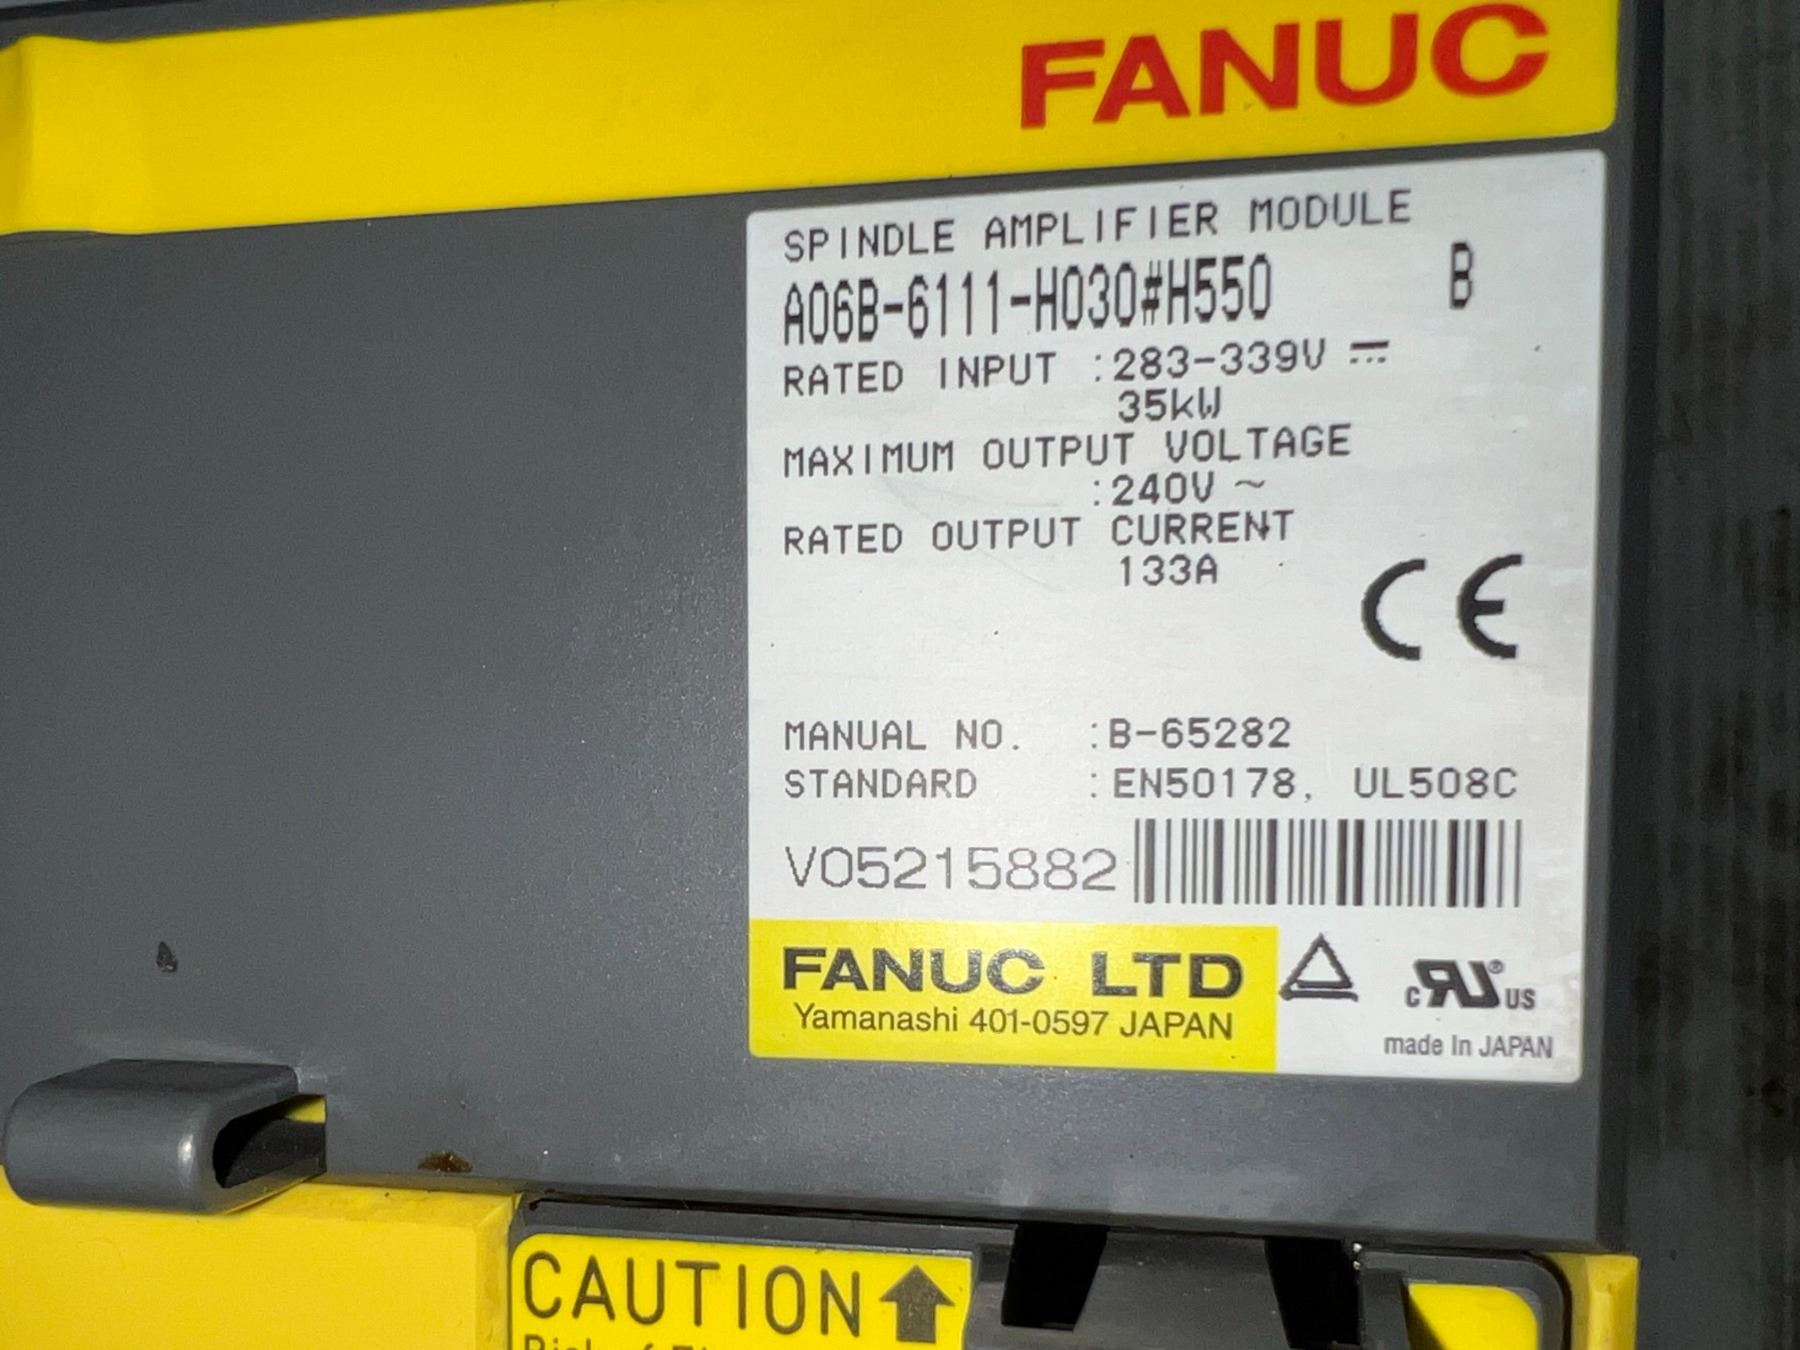 FANUC
SPINDLE AMPLIFIER MODULE
A06B-6111-H030#H550 B
RATED INPUT :283-339V ⎓
35kW
MAXIMUM OUTPUT VOLTAGE
:240V ~
RATED OUTPUT CURRENT
133A
CE
MANUAL NO. :B-65282
STANDARD :EN50178, UL508C
V05215882
FANUC LTD
Yamanashi 401-0597 JAPAN
c RU ® US
made In JAPAN
CAUTION